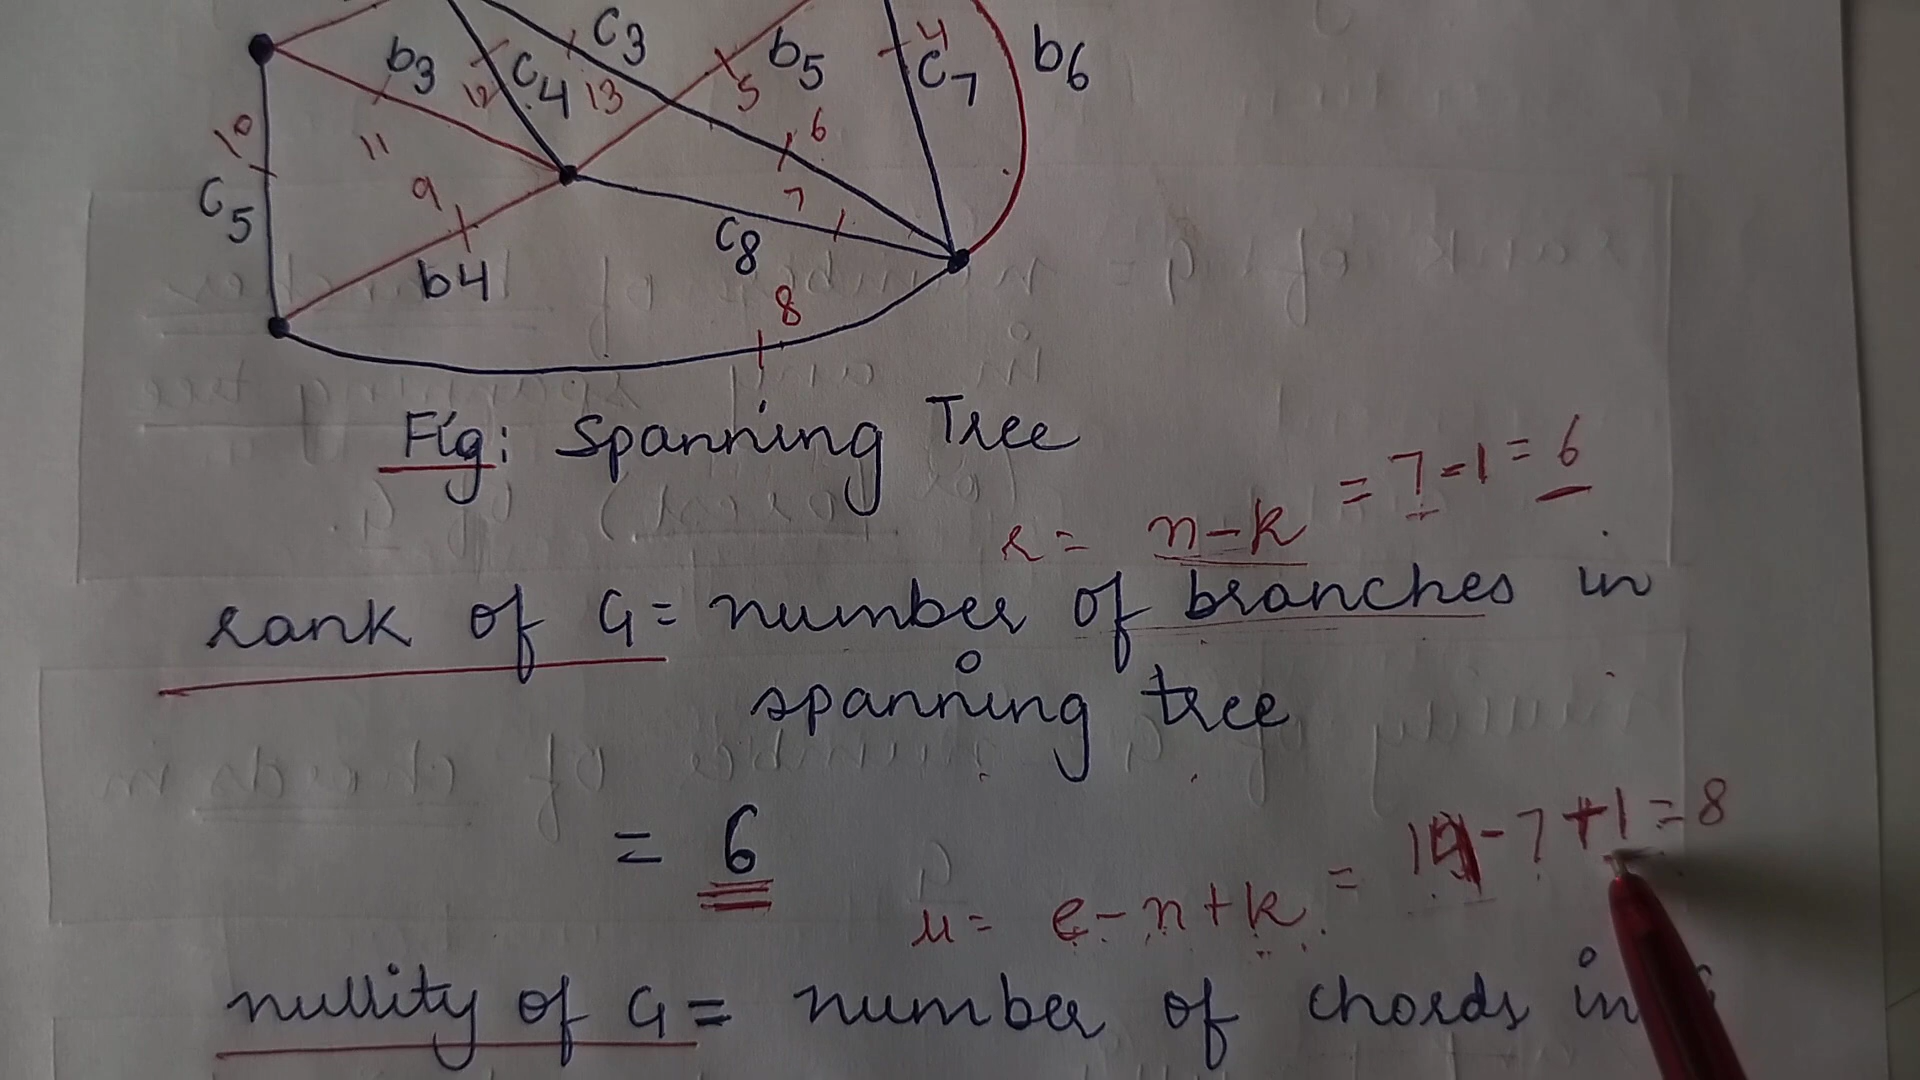 c3
b5
4
c7
b6
b3
12
c4
13
5
10
11
6
c5
9
7
c8
b4
8
Fig: Spanning Tree
r = n-k = 7-1 = 6
rank of G = number of branches in
spanning tree
= 6
μ = e-n+k = 14-7+1=8
nullity of G = number of chords in